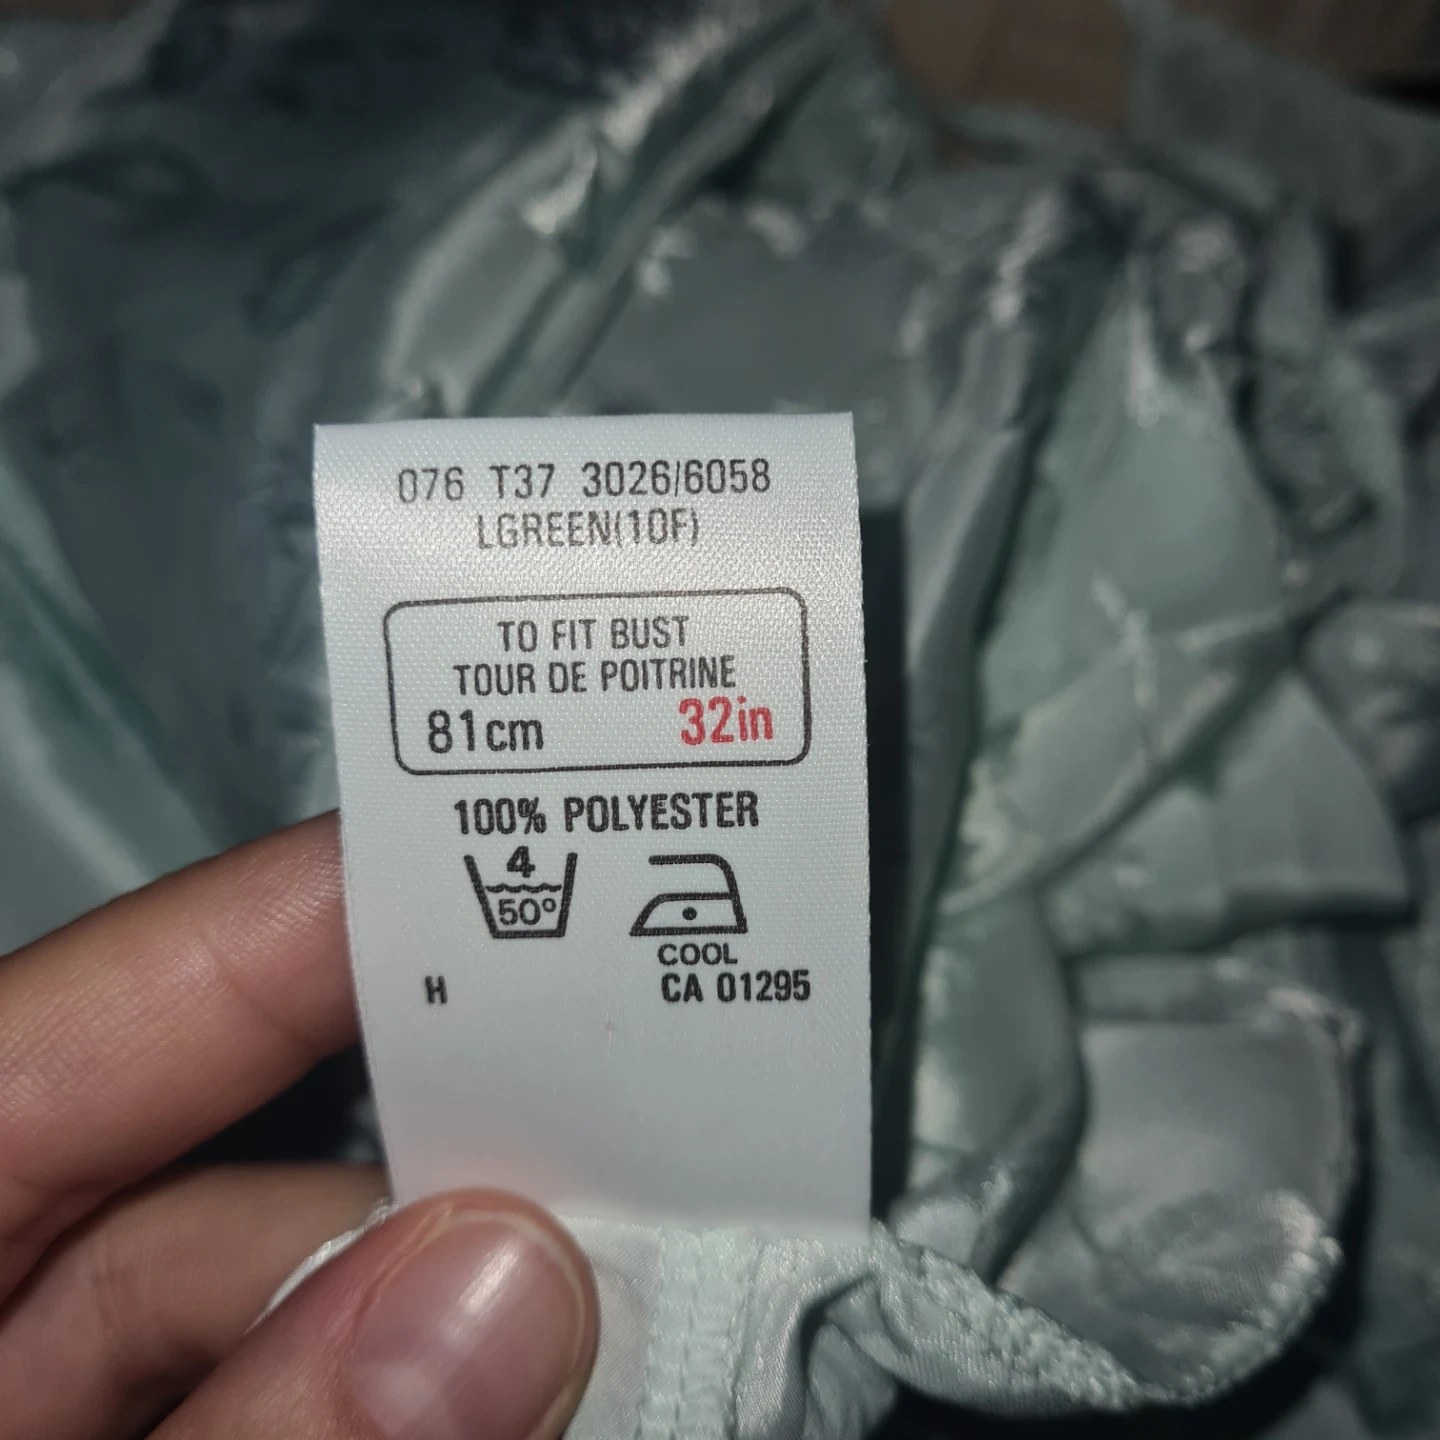 076 T37 3026/6058
LGREEN(10F)
TO FIT BUST
TOUR DE POITRINE
81cm 32in
100% POLYESTER
4
50°
COOL
H CA 01295